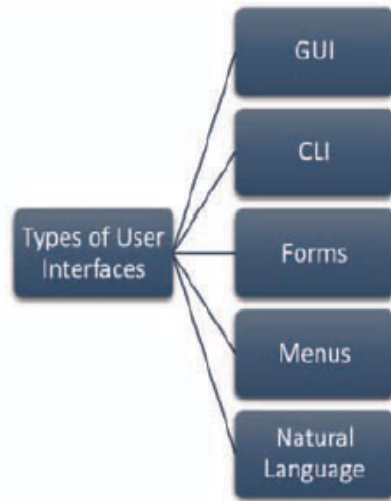 GUI
CLI
Types of User
Interfaces
Forms
Menus
Natural
Language